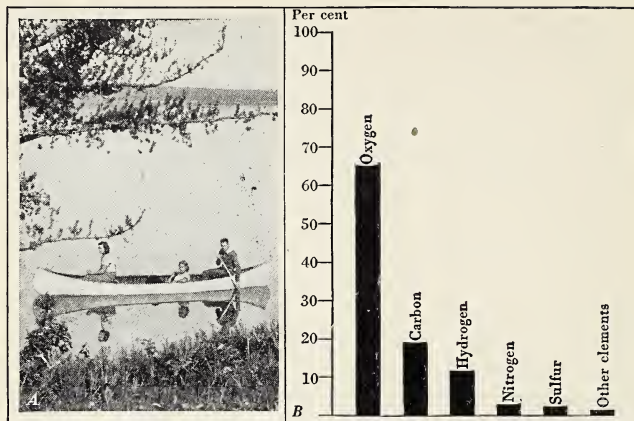 A
Per cent
100
90
80
70
60
50
40
30
20
10
B
Oxygen
Carbon
Hydrogen
Nitrogen
Sulfur
Other elements